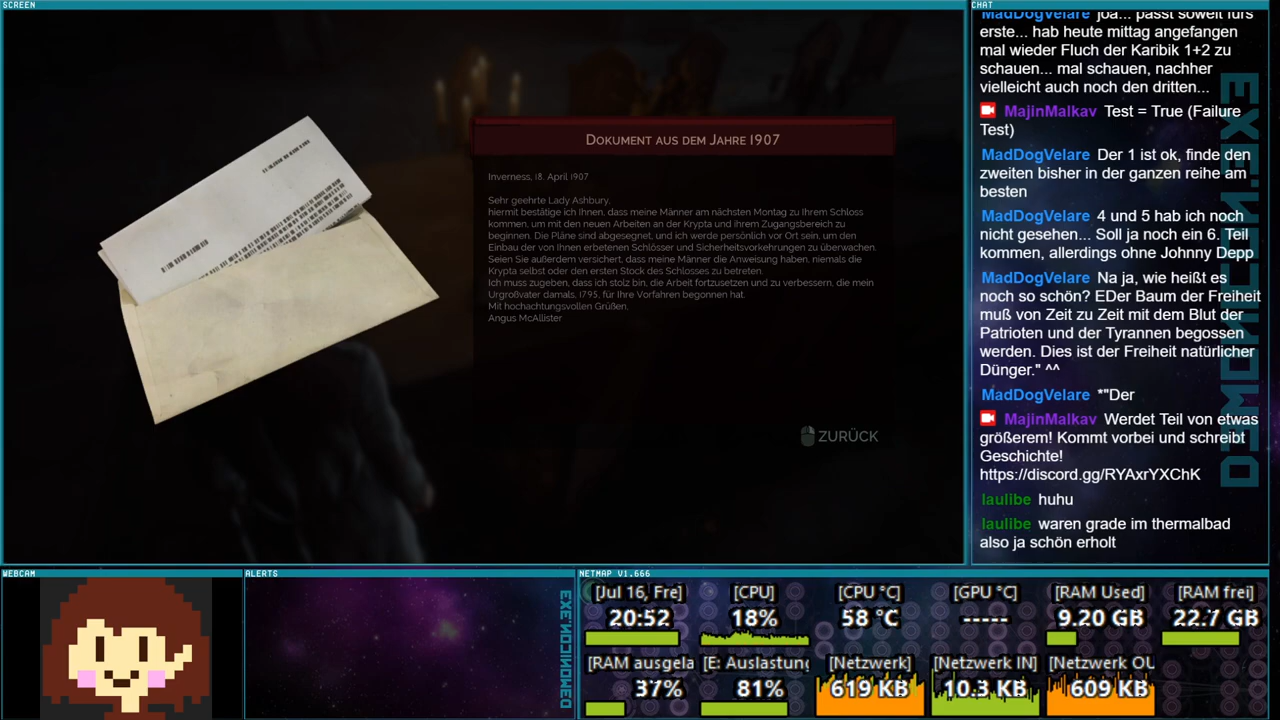 SCREEN
DOKUMENT AUS DEM JAHRE 1907
Inverness, 18. April 1907
Sehr geehrte Lady Ashbury,
hiermit bestätige ich Ihnen, dass meine Männer am nächsten Montag zu Ihrem Schloss
kommen, um mit den neuen Arbeiten an der Krypta und ihrem Zugangsbereich zu
beginnen. Die Pläne sind abgesegnet, und ich werde persönlich vor Ort sein, um den
Einbau der von Ihnen erbetenen Schlösser und Sicherheitsvorkehrungen zu überwachen.
Seien Sie außerdem versichert, dass meine Männer die Anweisung haben, niemals die
Krypta selbst oder den ersten Stock des Schlosses zu betreten.
Ich muss zugeben, dass ich stolz bin, die Arbeit fortzusetzen und zu verbessern, die mein
Urgroßvater damals, 1795, für Ihre Vorfahren begonnen hat.
Mit hochachtungsvollen Grüßen,
Angus McAllister
ZURÜCK
CHAT
MadDogVelare joa... passt soweit fürs
erste... hab heute mittag angefangen
mal wieder Fluch der Karibik 1+2 zu
schauen... mal schauen, nachher
vielleicht auch noch den dritten...
MajinMalkav Test = True (Failure
Test)
MadDogVelare Der 1 ist ok, finde den
zweiten bisher in der ganzen reihe am
besten
MadDogVelare 4 und 5 hab ich noch
nicht gesehen... Soll ja noch ein 6. Teil
kommen, allerdings ohne Johnny Depp
MadDogVelare Na ja, wie heißt es
noch so schön? EDer Baum der Freiheit
muß von Zeit zu Zeit mit dem Blut der
Patrioten und der Tyrannen begossen
werden. Dies ist der Freiheit natürlicher
Dünger." ^^
MadDogVelare *"Der
MajinMalkav Werdet Teil von etwas
größerem! Kommt vorbei und schreibt
Geschichte!
https://discord.gg/RYAxrYXChK
laulibe huhu
laulibe waren grade im thermalbad
also ja schön erholt
WEBCAM
ALERTS
NETMAP V1.666
[Jul 16, Fre] [CPU] [CPU °C] [GPU °C] [RAM Used] [RAM frei]
20:52 18% 58 °C ----- 9.20 GB 22.7 GB
[RAM ausgela [E: Auslastung [Netzwerk] [Netzwerk IN] [Netzwerk OU
37% 81% 619 KB 10.3 KB 609 KB